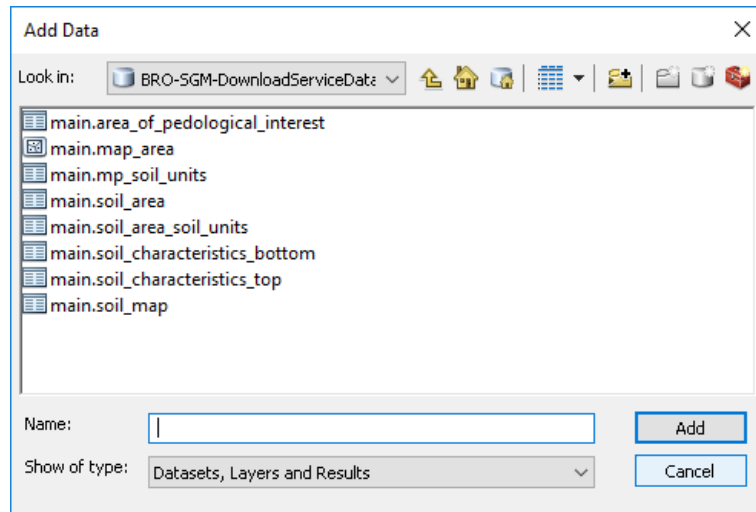 Add Data
Look in: BRO-SGM-DownloadServiceData
main.area_of_pedological_interest
main.map_area
main.mp_soil_units
main.soil_area
main.soil_area_soil_units
main.soil_characteristics_bottom
main.soil_characteristics_top
main.soil_map
Name: Add
Show of type: Datasets, Layers and Results Cancel